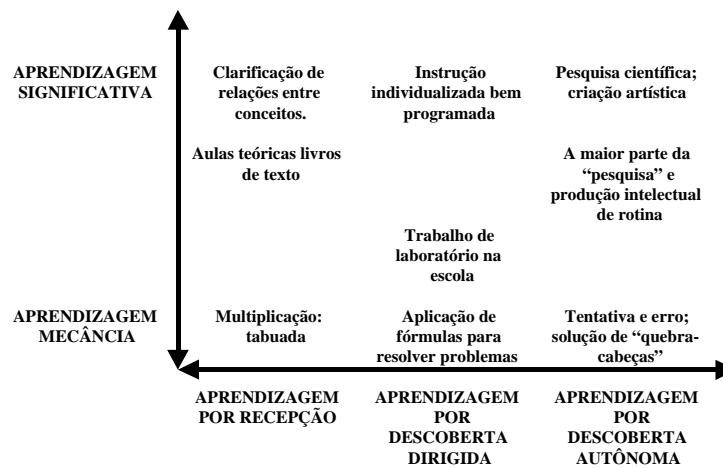 APRENDIZAGEM
SIGNIFICATIVA
Clarificação de
relações entre
conceitos.
Instrução
individualizada bem
programada
Pesquisa científica;
criação artística
Aulas teóricas livros
de texto
A maior parte da
“pesquisa” e
produção intelectual
de rotina
Trabalho de
laboratório na
escola
APRENDIZAGEM
MECÂNCIA
Multiplicação:
tabuada
Aplicação de
fórmulas para
resolver problemas
Tentativa e erro;
solução de “quebra-
cabeças”
APRENDIZAGEM
POR RECEPÇÃO
APRENDIZAGEM
POR
DESCOBERTA
DIRIGIDA
APRENDIZAGEM
POR
DESCOBERTA
AUTÔNOMA